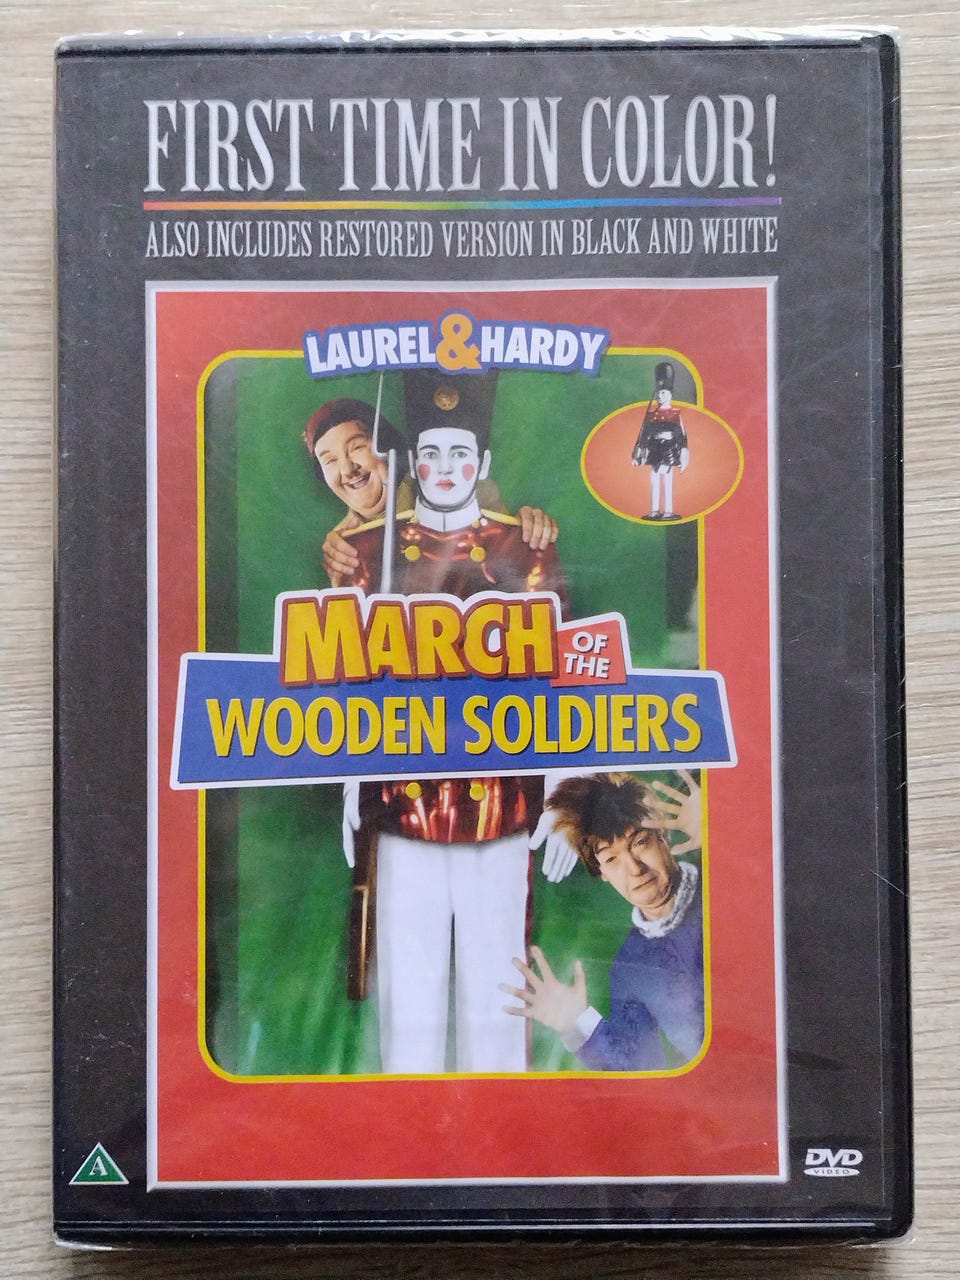 FIRST TIME IN COLOR!
ALSO INCLUDES RESTORED VERSION IN BLACK AND WHITE
LAUREL & HARDY
MARCH OF THE
WOODEN SOLDIERS
A
DVD
VIDEO